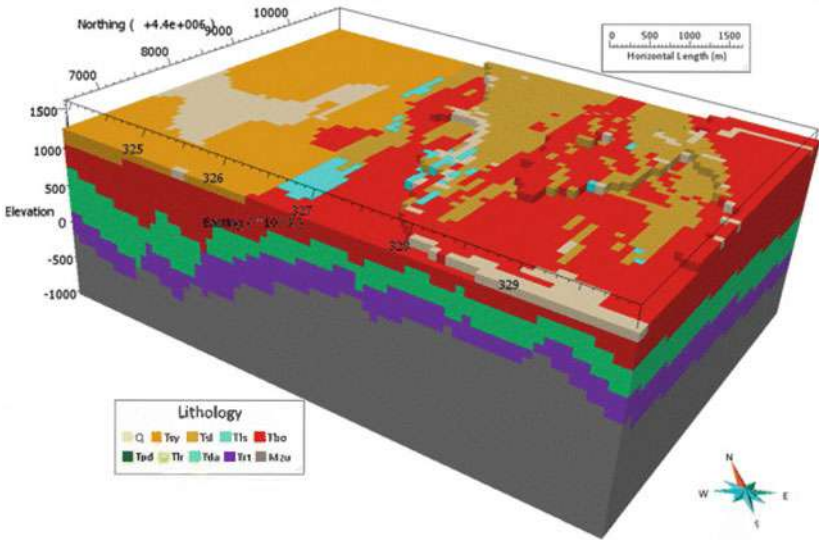 10000
Northing ( +4.4e+006 )
9000
8000
7000
0 500 1000 1500
Horizontal Length (m)
1500
1000
500
Elevation 0
-500
-1000
325
326
327
328
329
Lithology
Q Tsy Tsl Tls Tbo
Tpd Tlr Tda Trt Mzu
N
W E
S